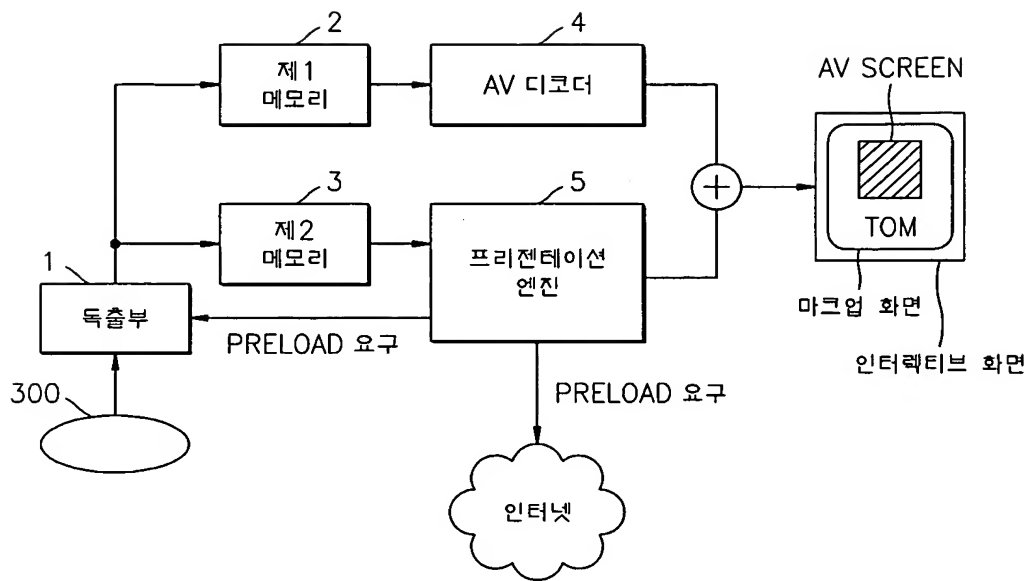 2
4
제1
메모리
AV 디코더
AV SCREEN
3
5
제2
메모리
프리젠테이션
엔진
TOM
1
독출부
PRELOAD 요구
마크업 화면
인터렉티브 화면
300
PRELOAD 요구
인터넷